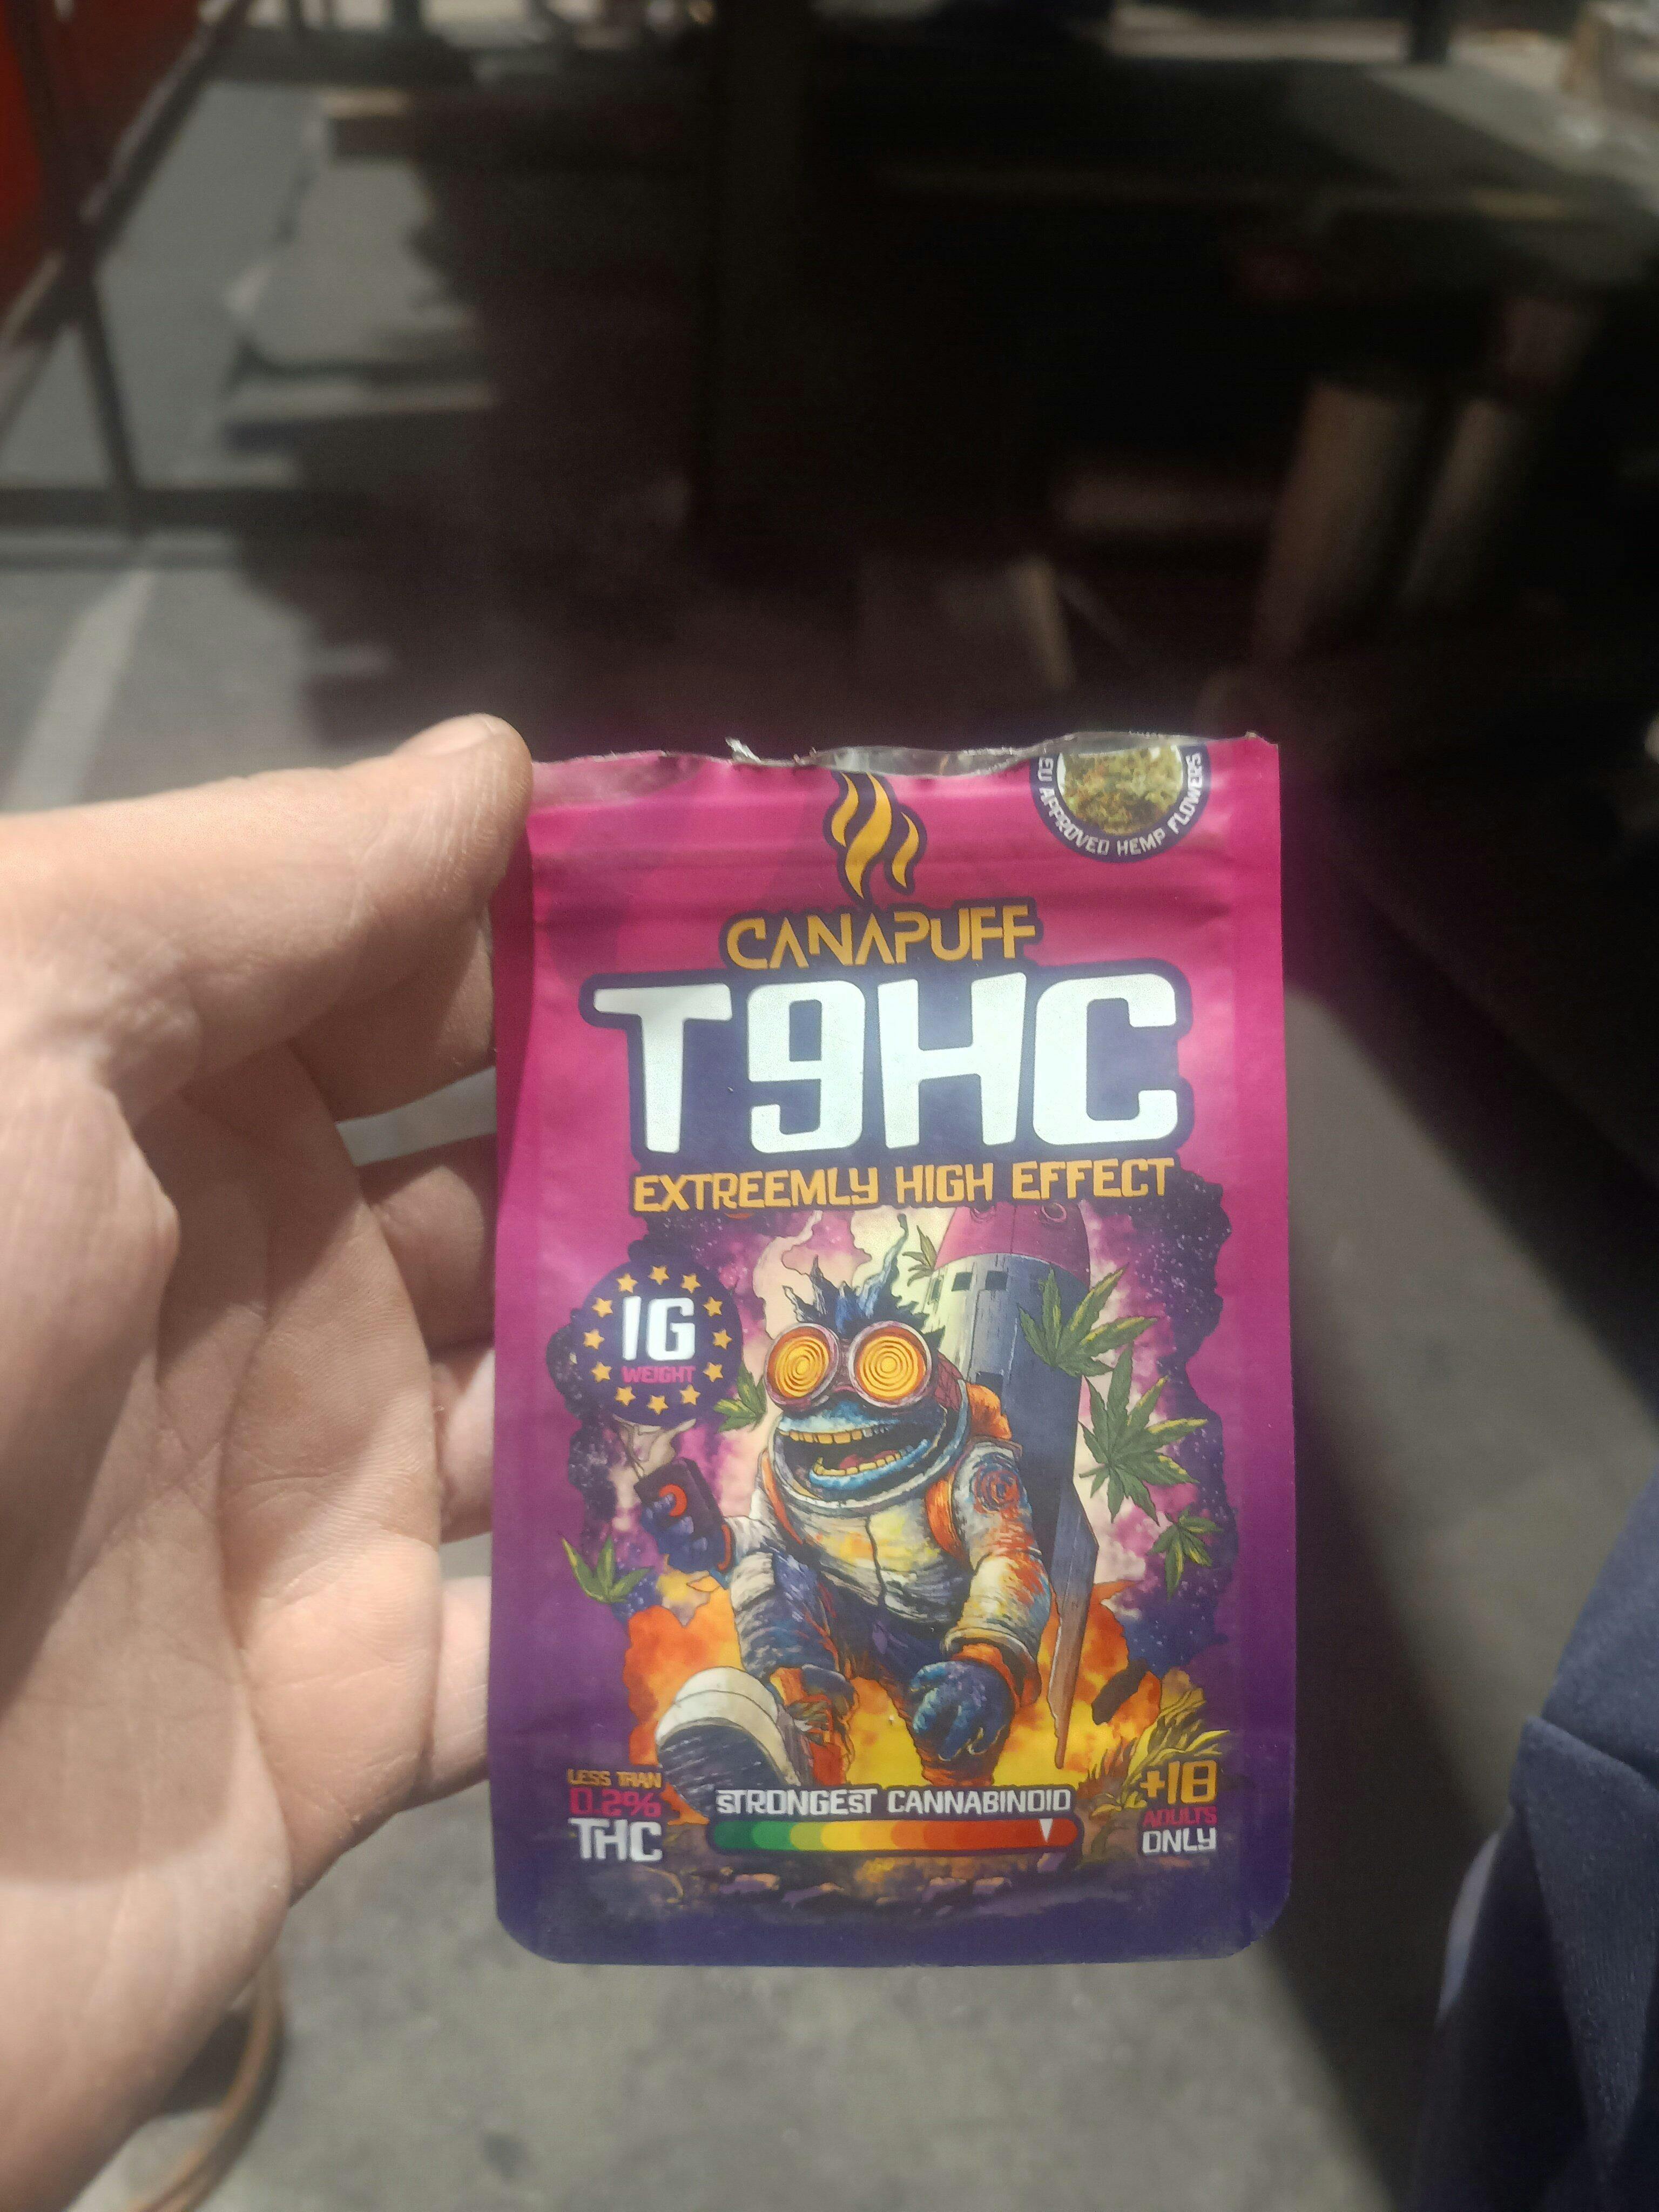 EU APPROVED HEMP FLOWERS
CANAPUFF
T9HC
EXTREEMLY HIGH EFFECT
1G
WEIGHT
LESS THAN
0.2%
THC
STRONGEST CANNABINOID
+18
ADULTS
ONLY